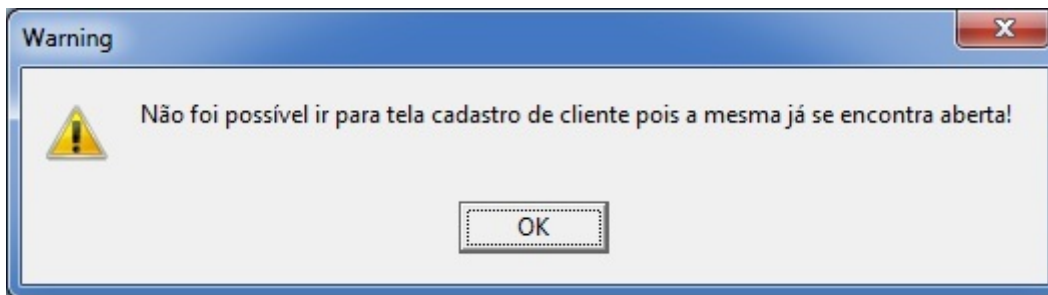 Warning
Não foi possível ir para tela cadastro de cliente pois a mesma já se encontra aberta!
OK